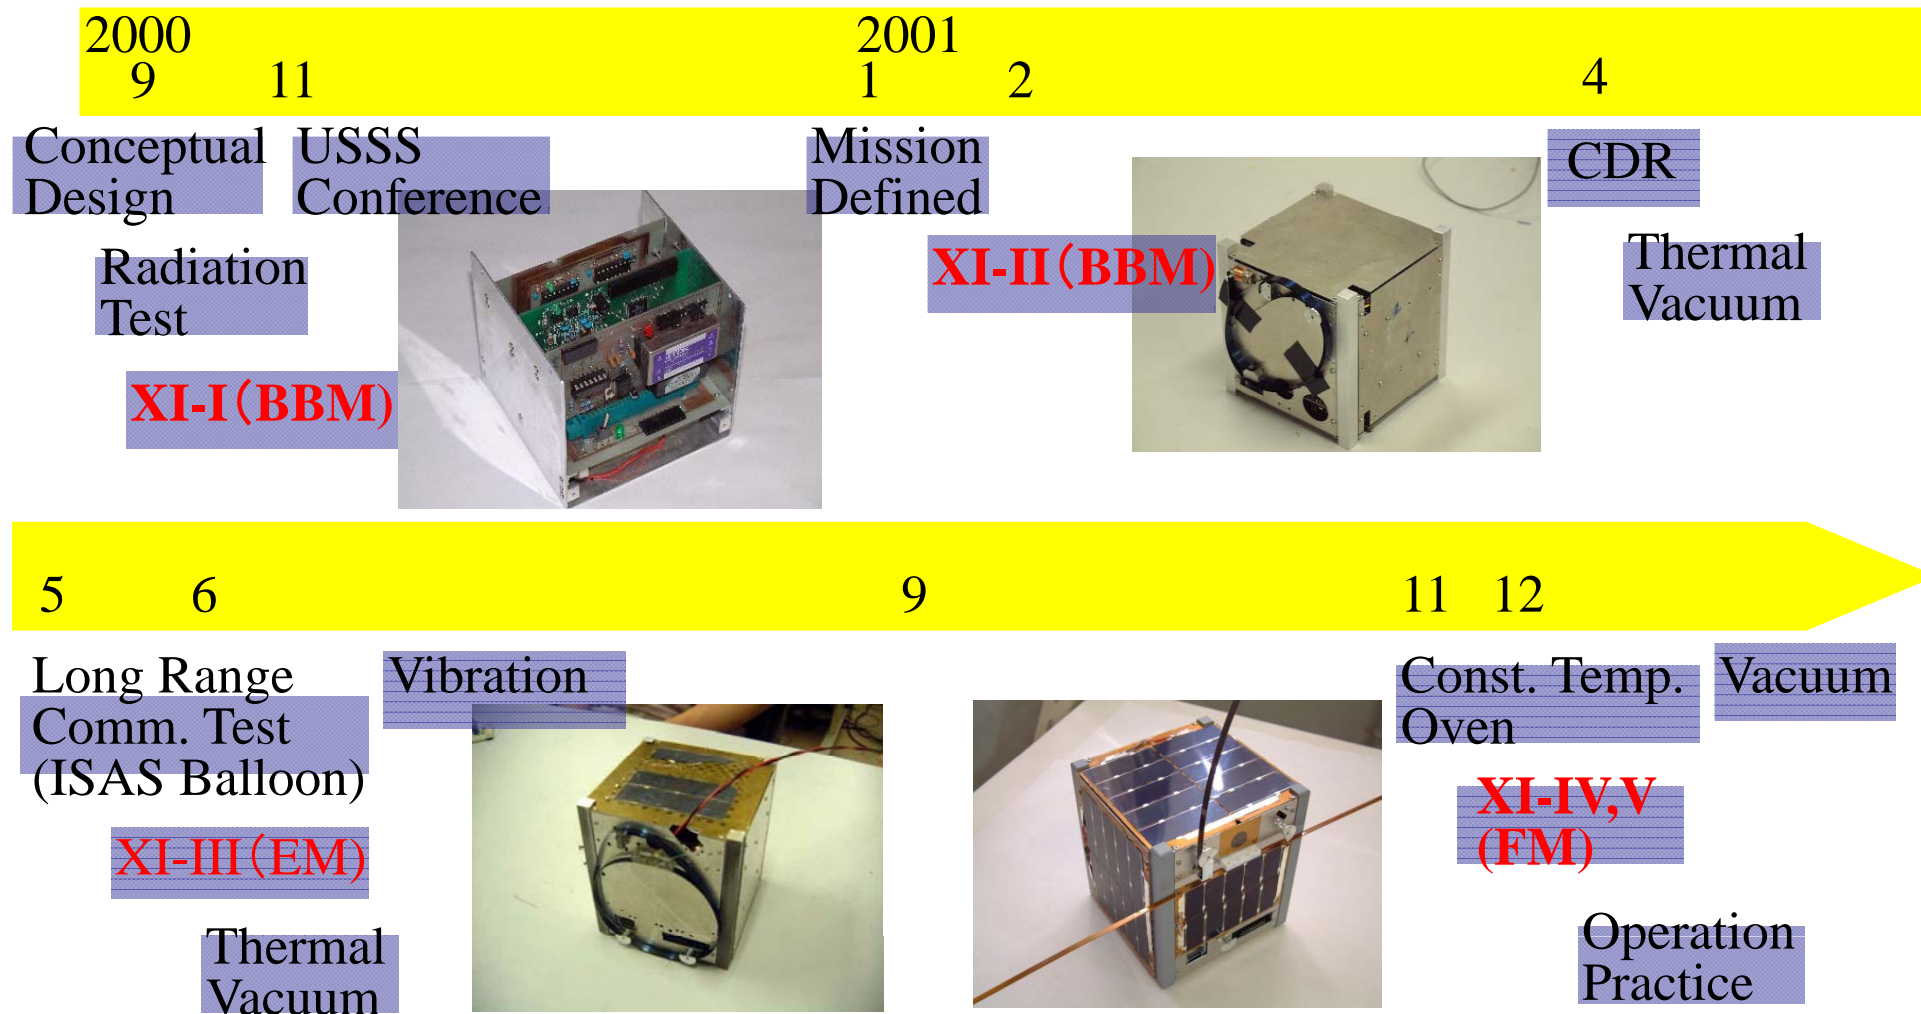 2000
2001
9
11
1
2
4
Conceptual
Design
USSS
Conference
Mission
Defined
CDR
Radiation
Test
XI-II（BBM)
Thermal
Vacuum
XI-I（BBM)
5
6
9
11
12
Long Range
Comm. Test
(ISAS Balloon)
Vibration
Const. Temp.
Oven
Vacuum
XI-III（EM)
XI-IV,V
(FM)
Thermal
Vacuum
Operation
Practice